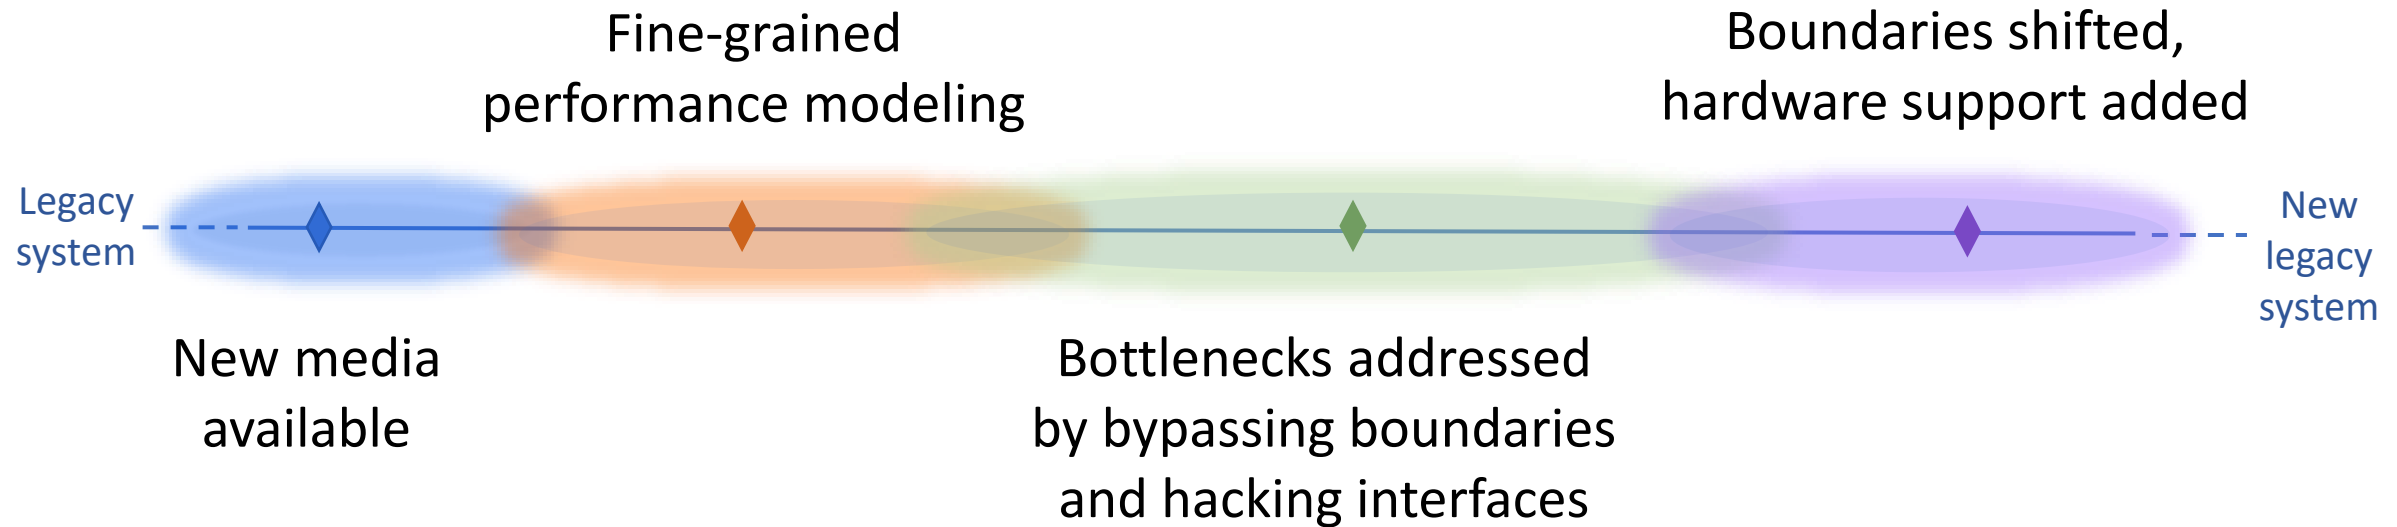 Legacy
system
New media
available
Fine-grained
performance modeling
Bottlenecks addressed
by bypassing boundaries
and hacking interfaces
Boundaries shifted,
hardware support added
New
legacy
system